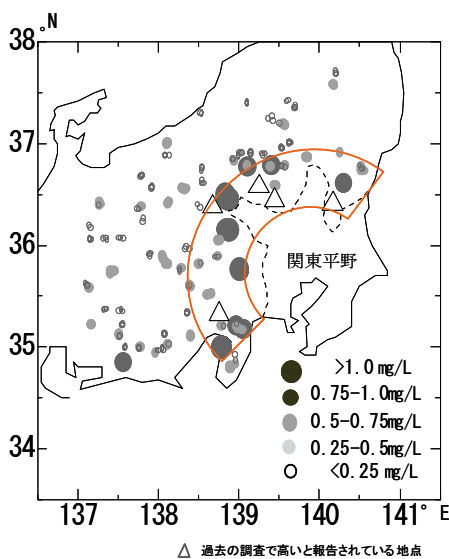 °N
38
37
36
35
34
関東平野
>1.0 mg/L
0.75-1.0mg/L
0.5-0.75mg/L
0.25-0.5mg/L
<0.25 mg/L
137 138 139 140 141° E
過去の調査で高いと報告されている地点